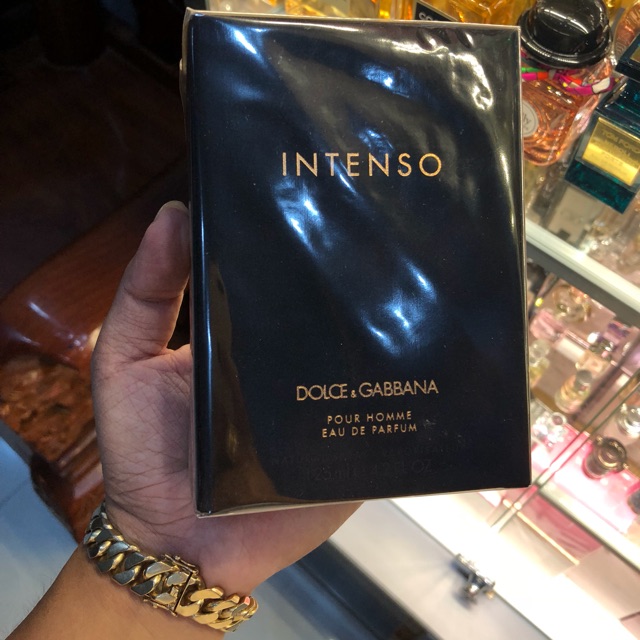 INTENSO
DOLCE & GABBANA
POUR HOMME
EAU DE PARFUM